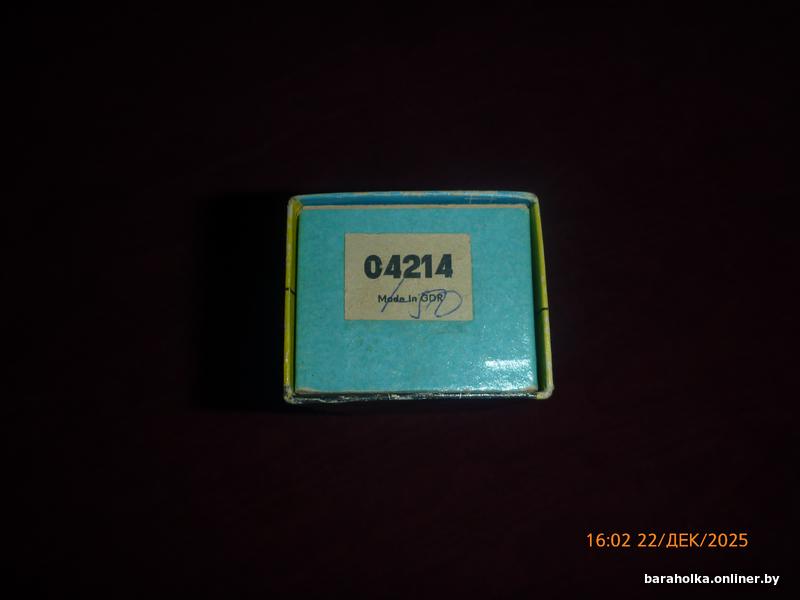 04214
Made in GDR
16:02 22/ДЕК/2025
baraholka.onliner.by